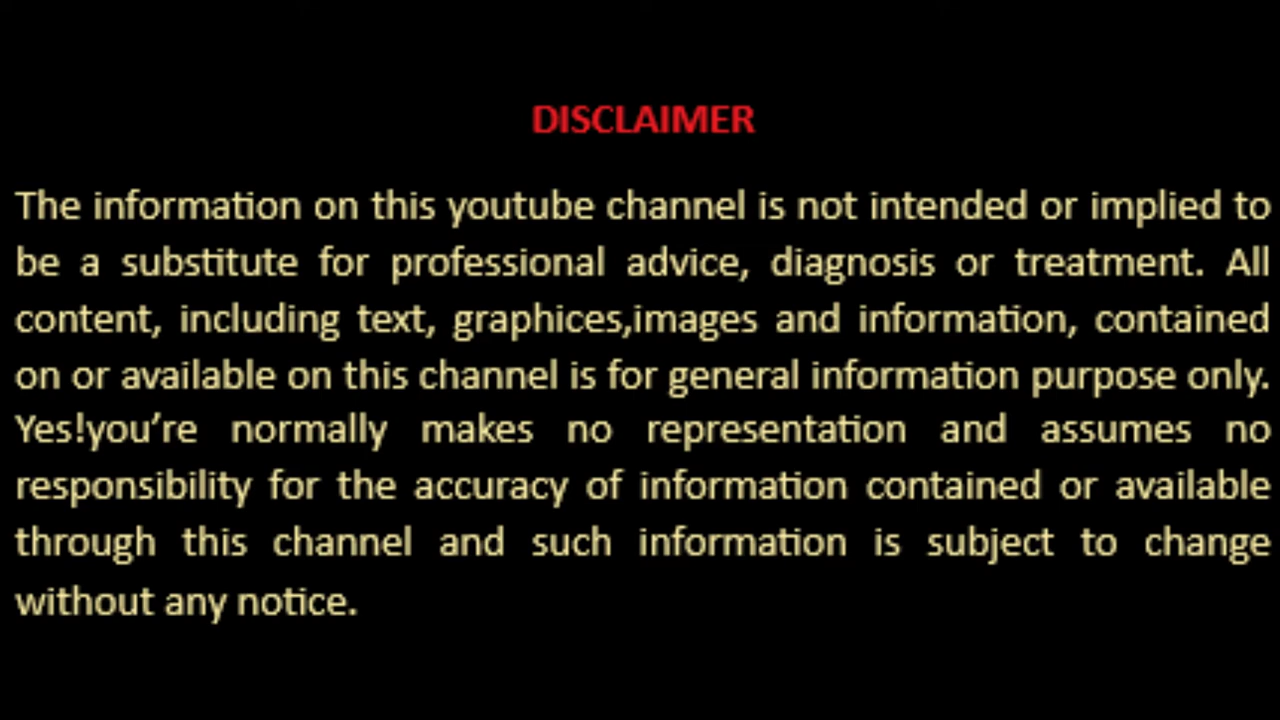 DISCLAIMER
The information on this youtube channel is not intended or implied to
be a substitute for professional advice, diagnosis or treatment. All
content, including text, graphices,images and information, contained
on or available on this channel is for general information purpose only.
Yes!you’re normally makes no representation and assumes no
responsibility for the accuracy of information contained or available
through this channel and such information is subject to change
without any notice.